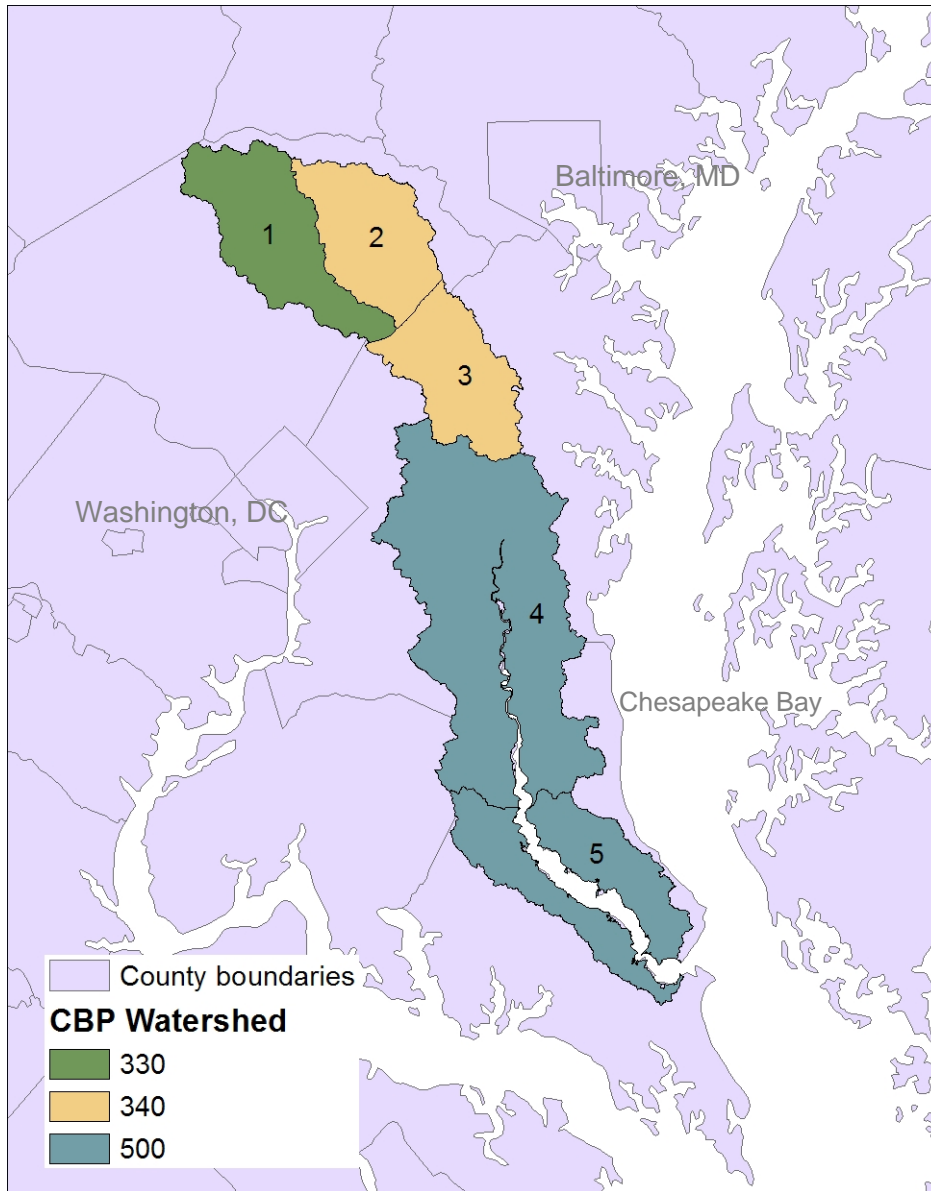 Baltimore, MD
1
2
3
Washington, DC
4
Chesapeake Bay
5
County boundaries
CBP Watershed
330
340
500